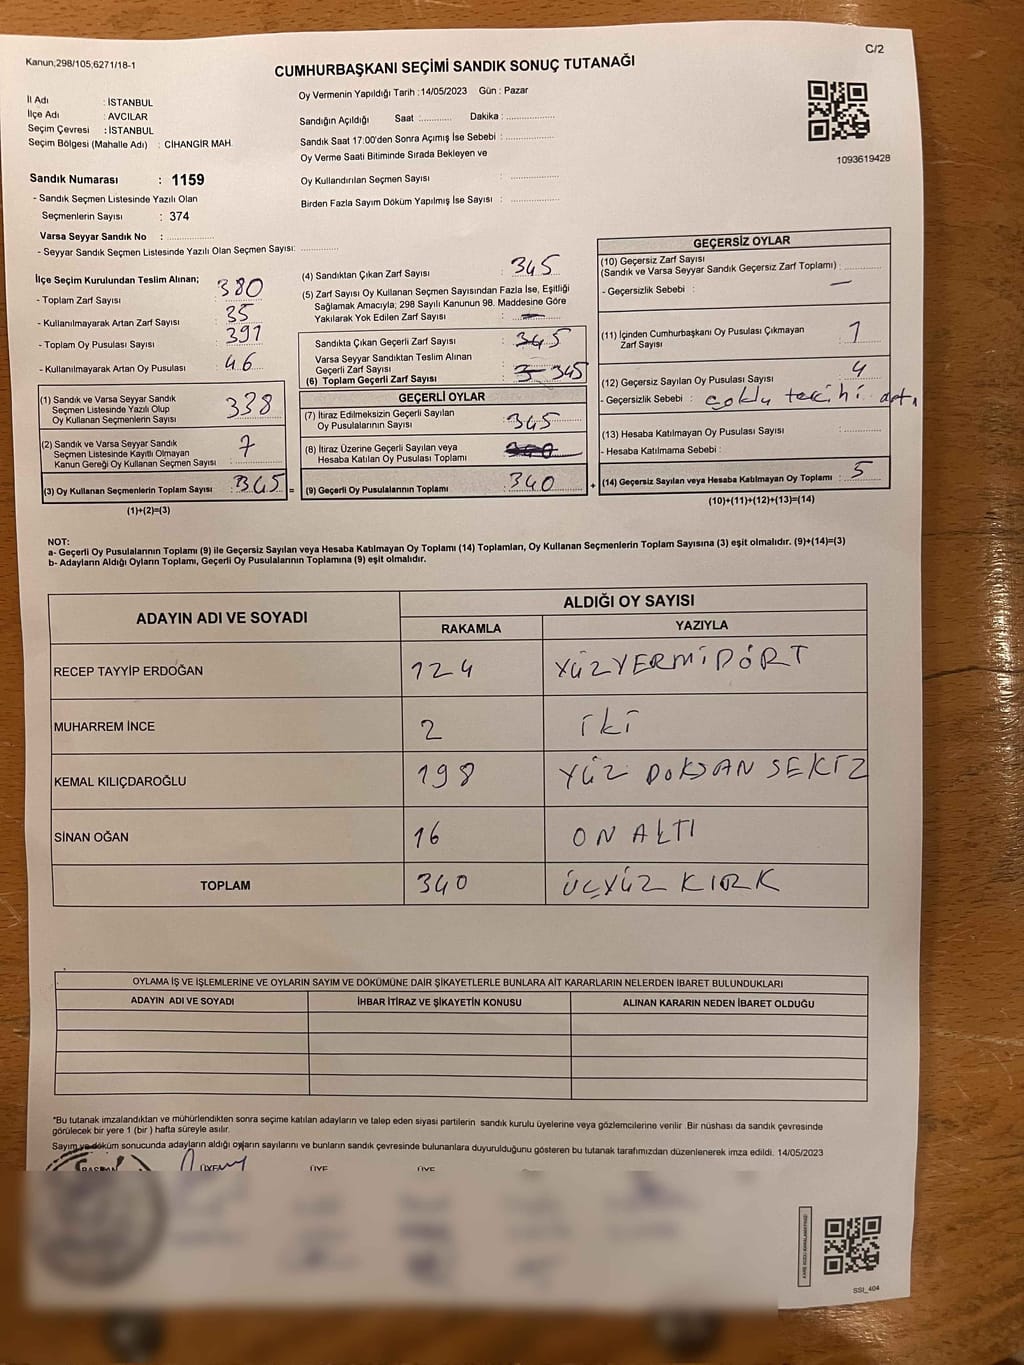 Kanun;298/105,6271/18-1
C/2
CUMHURBAŞKANI SEÇİMİ SANDIK SONUÇ TUTANAĞI
Oy Vermenin Yapıldığı Tarih : 14/05/2023 Gün : Pazar
İl Adı : İSTANBUL
İlçe Adı : AVCILAR
Seçim Çevresi : İSTANBUL
Seçim Bölgesi (Mahalle Adı) : CİHANGİR MAH.
Sandığın Açıldığı Saat :........... Dakika :................
Sandık Saat 17:00'den Sonra Açımış İse Sebebi :................
Oy Verme Saati Bitiminde Sırada Bekleyen ve
Oy Kullandırılan Seçmen Sayısı :................
Birden Fazla Sayım Döküm Yapılmış İse Sayısı :................
1093619428
Sandık Numarası : 1159
- Sandık Seçmen Listesinde Yazılı Olan
Seçmenlerin Sayısı : 374
Varsa Seyyar Sandık No :................
- Seyyar Sandık Seçmen Listesinde Yazılı Olan Seçmen Sayısı:............
İlçe Seçim Kurulundan Teslim Alınan;
- Toplam Zarf Sayısı : 380
- Kullanılmayarak Artan Zarf Sayısı : 35
- Toplam Oy Pusulası Sayısı : 391
- Kullanılmayarak Artan Oy Pusulası : 46
(1) Sandık ve Varsa Seyyar Sandık
Seçmen Listesinde Yazılı Olup
Oy Kullanan Seçmenlerin Sayısı : 338
(2) Sandık ve Varsa Seyyar Sandık
Seçmen Listesinde Kayıtlı Olmayan
Kanun Gereği Oy Kullanan Seçmen Sayısı : 7
(3) Oy Kullanan Seçmenlerin Toplam Sayısı : 345 =
(1)+(2)=(3)
(4) Sandıktan Çıkan Zarf Sayısı : 345
(5) Zarf Sayısı Oy Kullanan Seçmen Sayısından Fazla İse, Eşitliği
Sağlamak Amacıyla; 298 Sayılı Kanunun 98. Maddesine Göre
Yakılarak Yok Edilen Zarf Sayısı : —
Sandıkta Çıkan Geçerli Zarf Sayısı : 345
Varsa Seyyar Sandıktan Teslim Alınan
Geçerli Zarf Sayısı :
(6) Toplam Geçerli Zarf Sayısı : 345
GEÇERLİ OYLAR
(7) İtiraz Edilmeksizin Geçerli Sayılan
Oy Pusulalarının Sayısı : 345
(8) İtiraz Üzerine Geçerli Sayılan veya
Hesaba Katılan Oy Pusulası Toplamı :
(9) Geçerli Oy Pusulalarının Toplamı : 340 +
GEÇERSİZ OYLAR
(10) Geçersiz Zarf Sayısı
(Sandık ve Varsa Seyyar Sandık Geçersiz Zarf Toplamı) :
- Geçersizlik Sebebi : —
(11) İçinden Cumhurbaşkanı Oy Pusulası Çıkmayan
Zarf Sayısı : 1
(12) Geçersiz Sayılan Oy Pusulası Sayısı : 4
- Geçersizlik Sebebi : çoklu tercihi
(13) Hesaba Katılmayan Oy Pusulası Sayısı :
- Hesaba Katılmama Sebebi :
(14) Geçersiz Sayılan veya Hesaba Katılmayan Oy Toplamı : 5
(10)+(11)+(12)+(13)=(14)
NOT:
a- Geçerli Oy Pusulalarının Toplamı (9) ile Geçersiz Sayılan veya Hesaba Katılmayan Oy Toplamı (14) Toplamları, Oy Kullanan Seçmenlerin Toplam Sayısına (3) eşit olmalıdır. (9)+(14)=(3)
b- Adayların Aldığı Oyların Toplamı, Geçerli Oy Pusulalarının Toplamına (9) eşit olmalıdır.
ADAYIN ADI VE SOYADI
ALDIĞI OY SAYISI
RAKAMLA YAZIYLA
RECEP TAYYİP ERDOĞAN 124 YÜZYERMİDÖRT
MUHARREM İNCE 2 İKİ
KEMAL KILIÇDAROĞLU 198 YÜZ DOKSAN SEKİZ
SİNAN OĞAN 16 ON ALTI
TOPLAM 340 ÜÇYÜZ KIRK
OYLAMA İŞ VE İŞLEMLERİNE VE OYLARIN SAYIM VE DÖKÜMÜNE DAİR ŞİKAYETLERLE BUNLARA AİT KARARLARIN NELERDEN İBARET BULUNDUKLARI
ADAYIN ADI VE SOYADI İHBAR İTİRAZ VE ŞİKAYETİN KONUSU ALINAN KARARIN NEDEN İBARET OLDUĞU
*Bu tutanak imzalandıktan ve mühürlendikten sonra seçime katılan adayların ve talep eden siyasi partilerin sandık kurulu üyelerine veya gözlemcilerine verilir. Bir nüshası da sandık çevresinde
görülecek bir yere 1 (bir ) hafta süreyle asılır.
Sayım ve döküm sonucunda adayların aldığı oyların sayılarını ve bunların sandık çevresinde bulunanlara duyurulduğunu gösteren bu tutanak tarafımızdan düzenlenerek imza edildi. 14/05/2023
BAŞKAN ÜYE ÜYE ÜYE
SSI_404